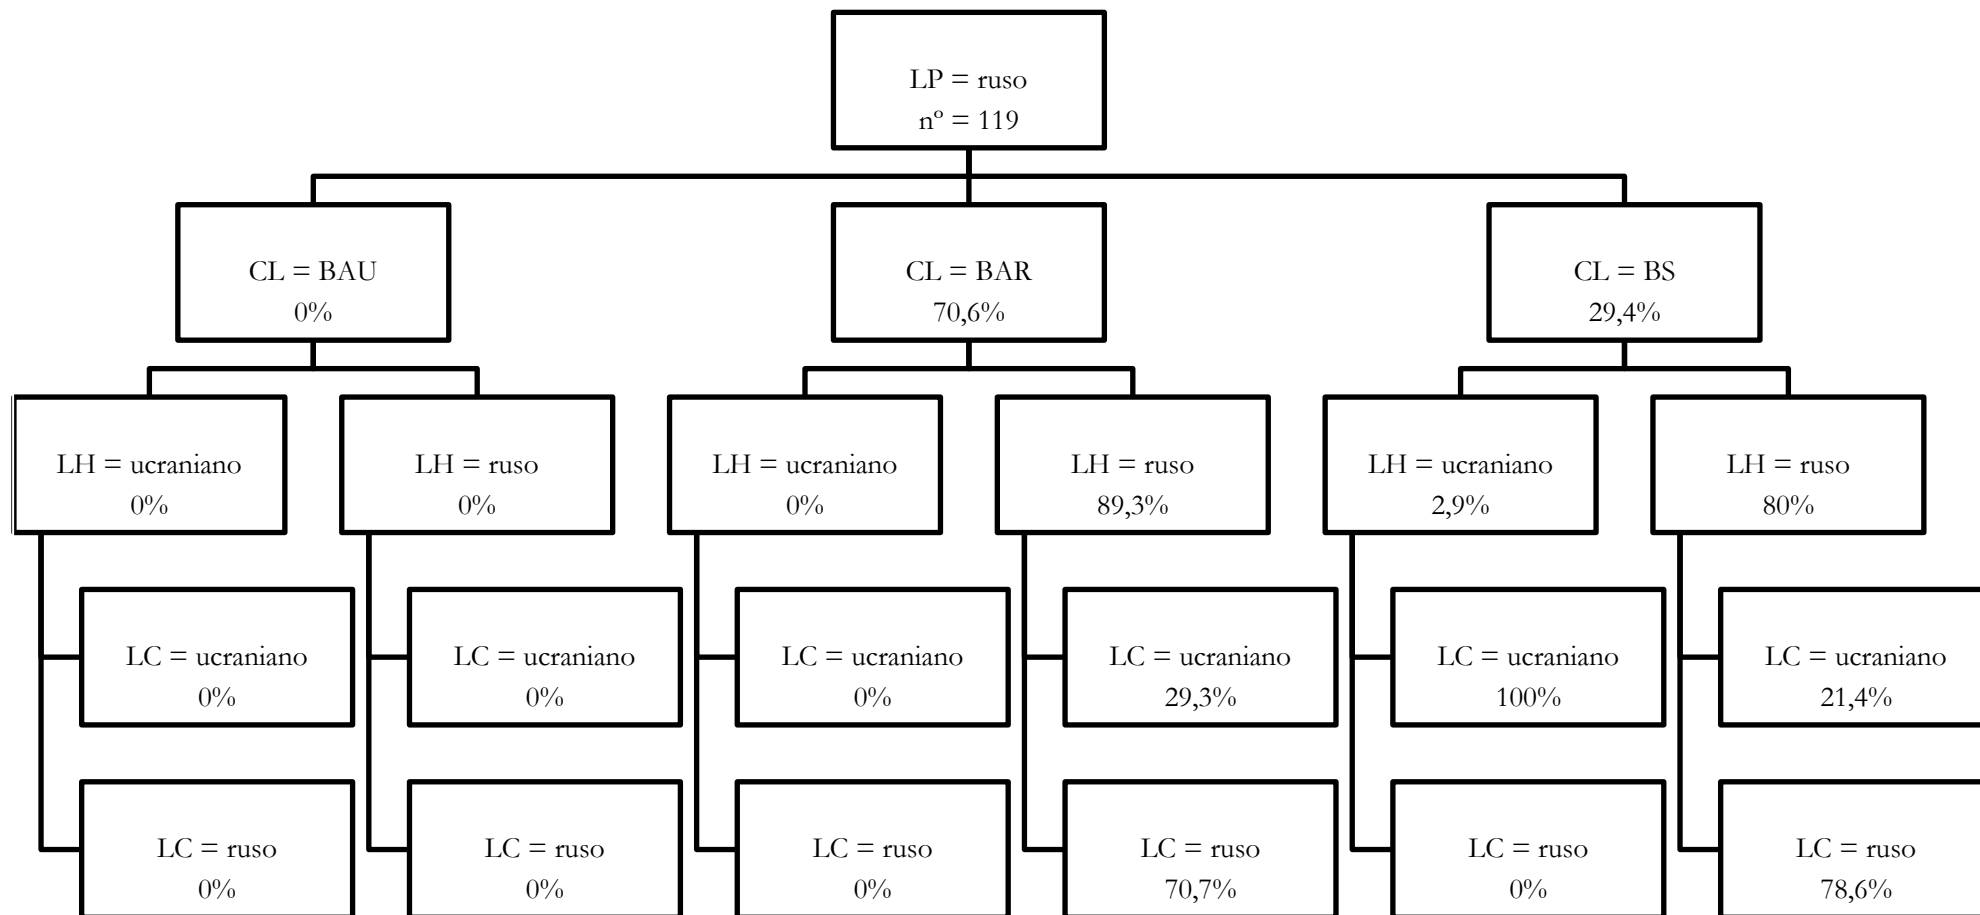 LP = ruso
nº = 119
CL = BAU
0%
CL = BAR
70,6%
CL = BS
29,4%
LH = ucraniano
0%
LH = ruso
0%
LH = ucraniano
0%
LH = ruso
89,3%
LH = ucraniano
2,9%
LH = ruso
80%
LC = ucraniano
0%
LC = ucraniano
0%
LC = ucraniano
0%
LC = ucraniano
29,3%
LC = ucraniano
100%
LC = ucraniano
21,4%
LC = ruso
0%
LC = ruso
0%
LC = ruso
0%
LC = ruso
70,7%
LC = ruso
0%
LC = ruso
78,6%